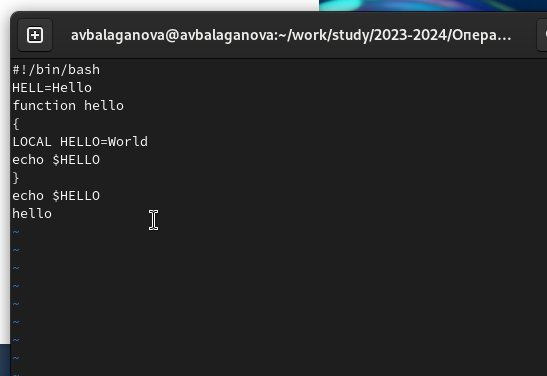 avbalaganova@avbalaganova:~/work/study/2023-2024/Опера...
#!/bin/bash
HELL=Hello
function hello
{
LOCAL HELLO=World
echo $HELLO
}
echo $HELLO
hello
~
~
~
~
~
~
~
~